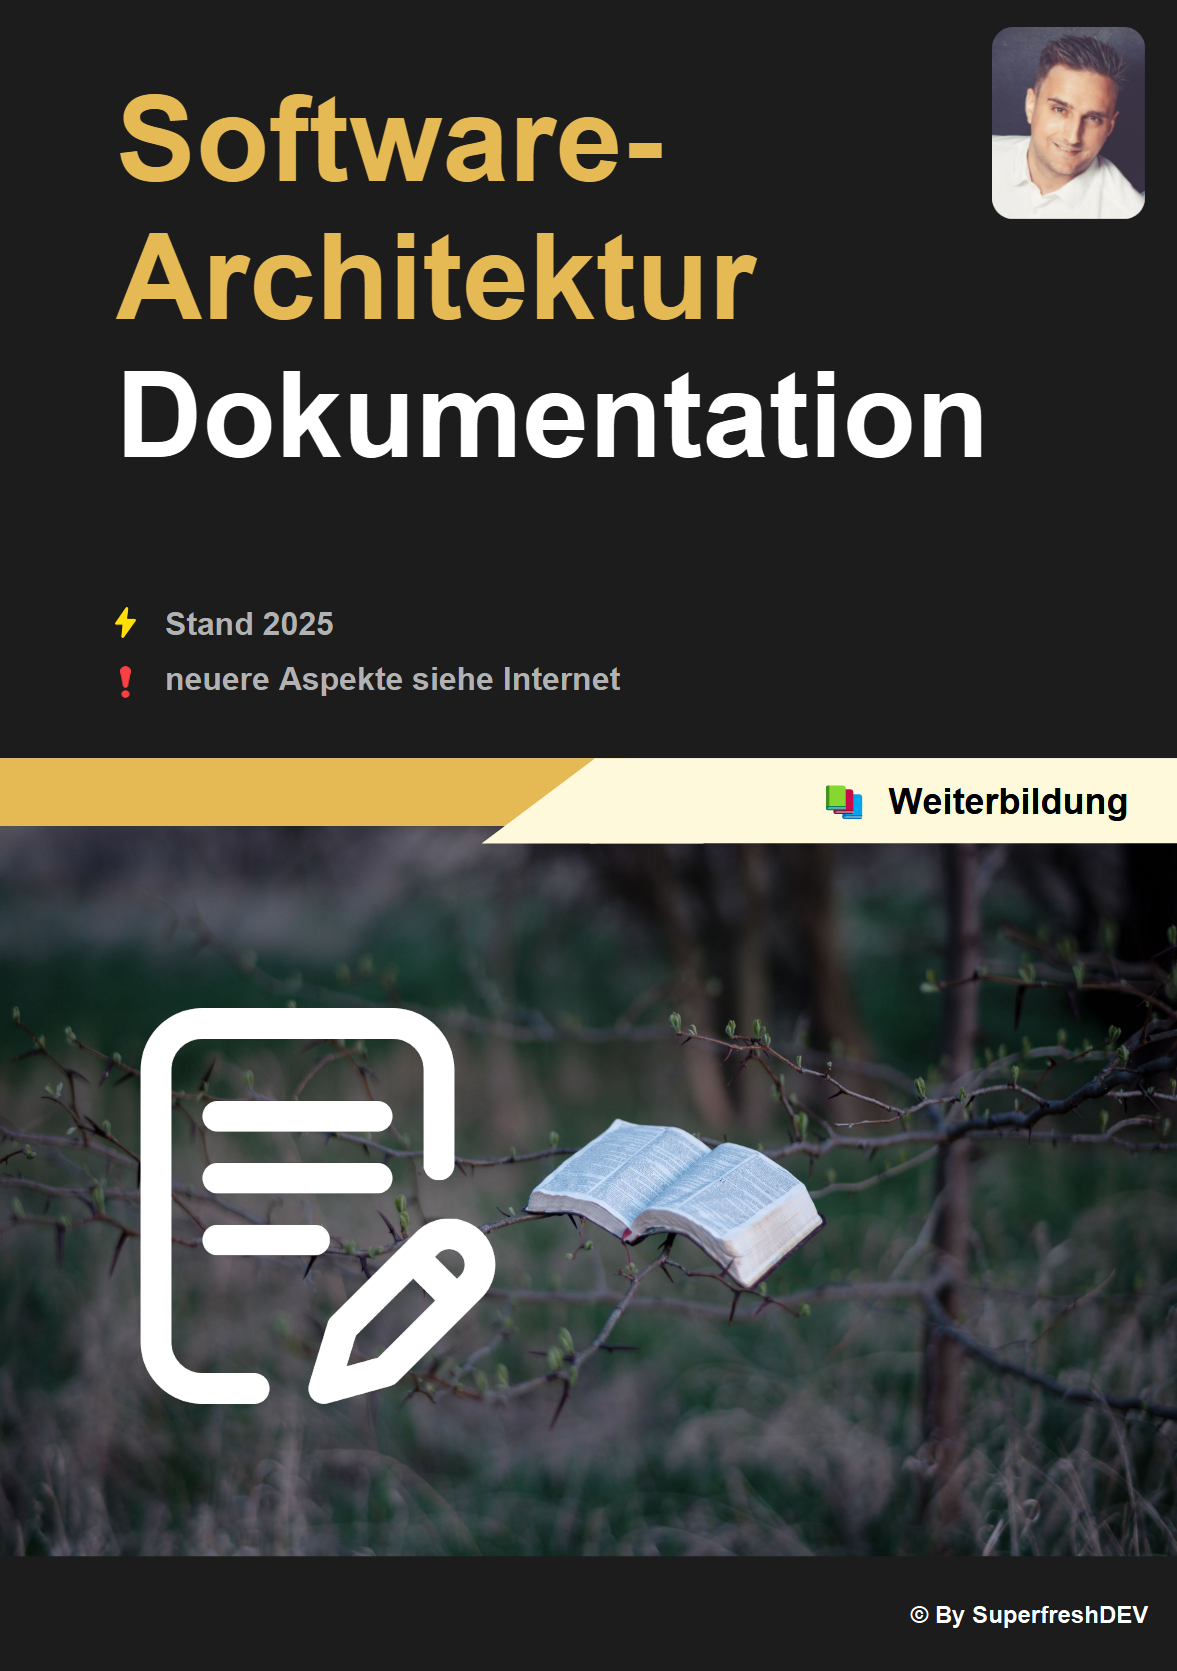 Software-
Architektur
Dokumentation
Stand 2025
neuere Aspekte siehe Internet
Weiterbildung
© By SuperfreshDEV